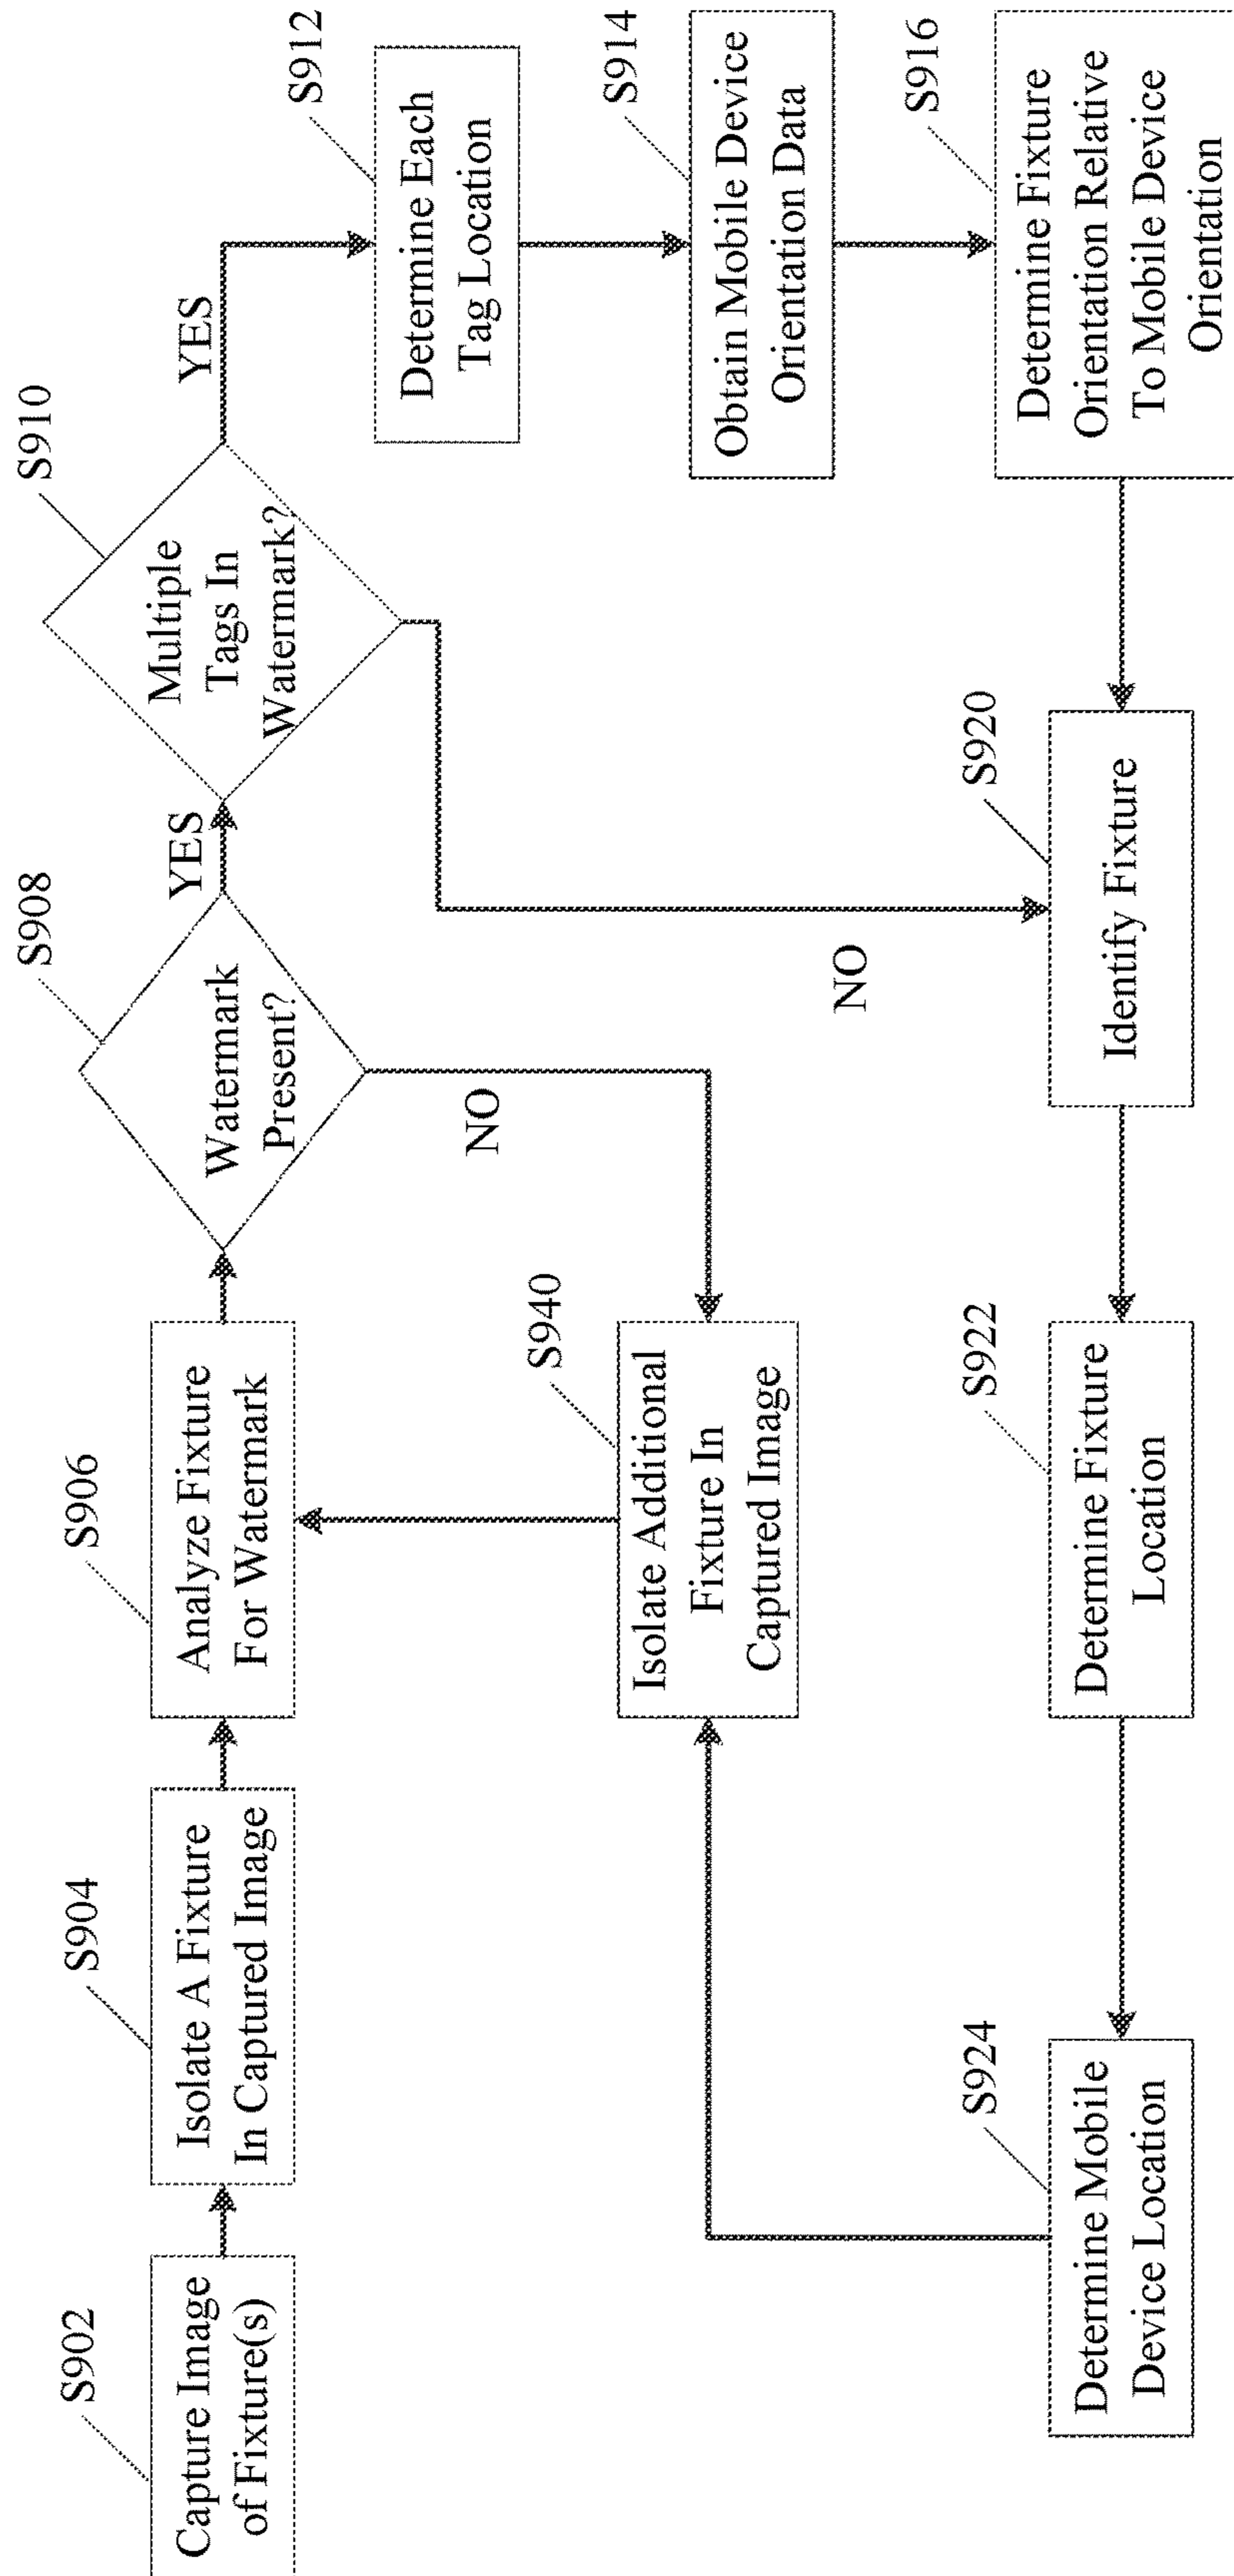 S902
Capture Image
of Fixture(s)
S904
Isolate A Fixture
In Captured Image
S906
Analyze Fixture
For Watermark
S908
Watermark
Present?
YES
NO
S910
Multiple
Tags In
Watermark?
YES
NO
S912
Determine Each
Tag Location
S914
Obtain Mobile Device
Orientation Data
S916
Determine Fixture
Orientation Relative
To Mobile Device
Orientation
S940
Isolate Additional
Fixture In
Captured Image
S920
Identify Fixture
S922
Determine Fixture
Location
S924
Determine Mobile
Device Location